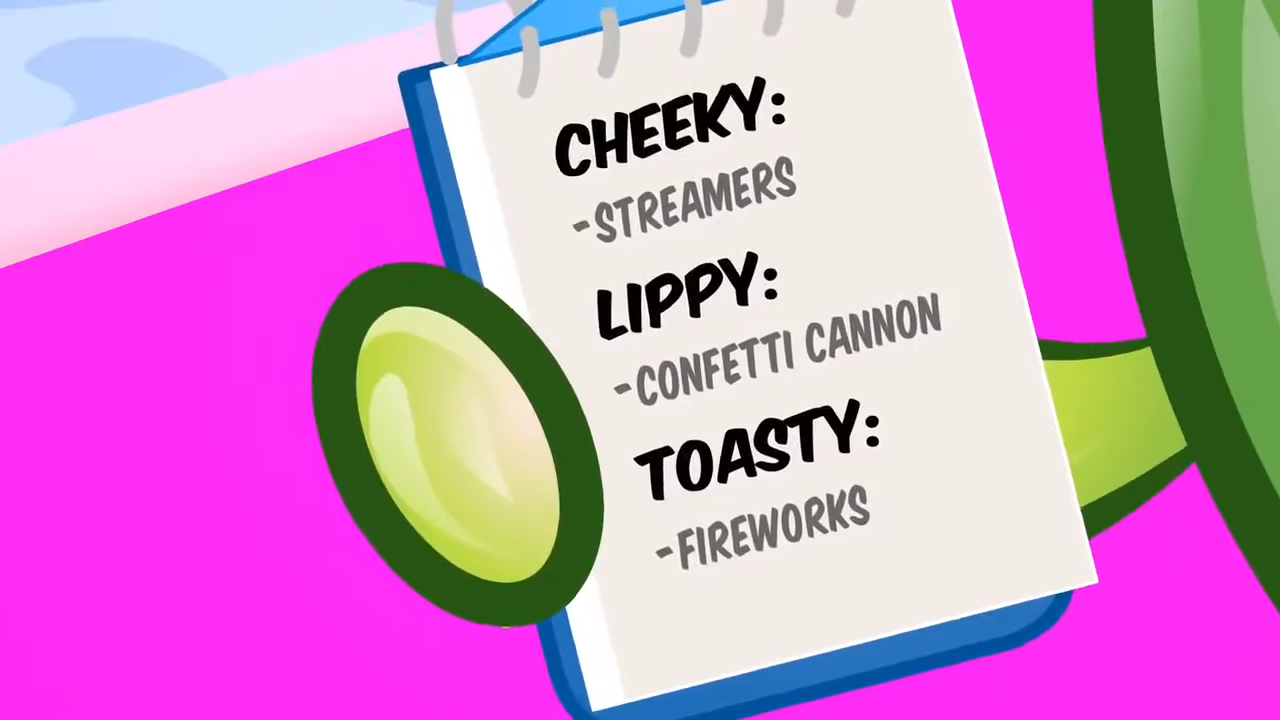 CHEEKY:
-STREAMERS
LIPPY:
-CONFETTI CANNON
TOASTY:
-FIREWORKS